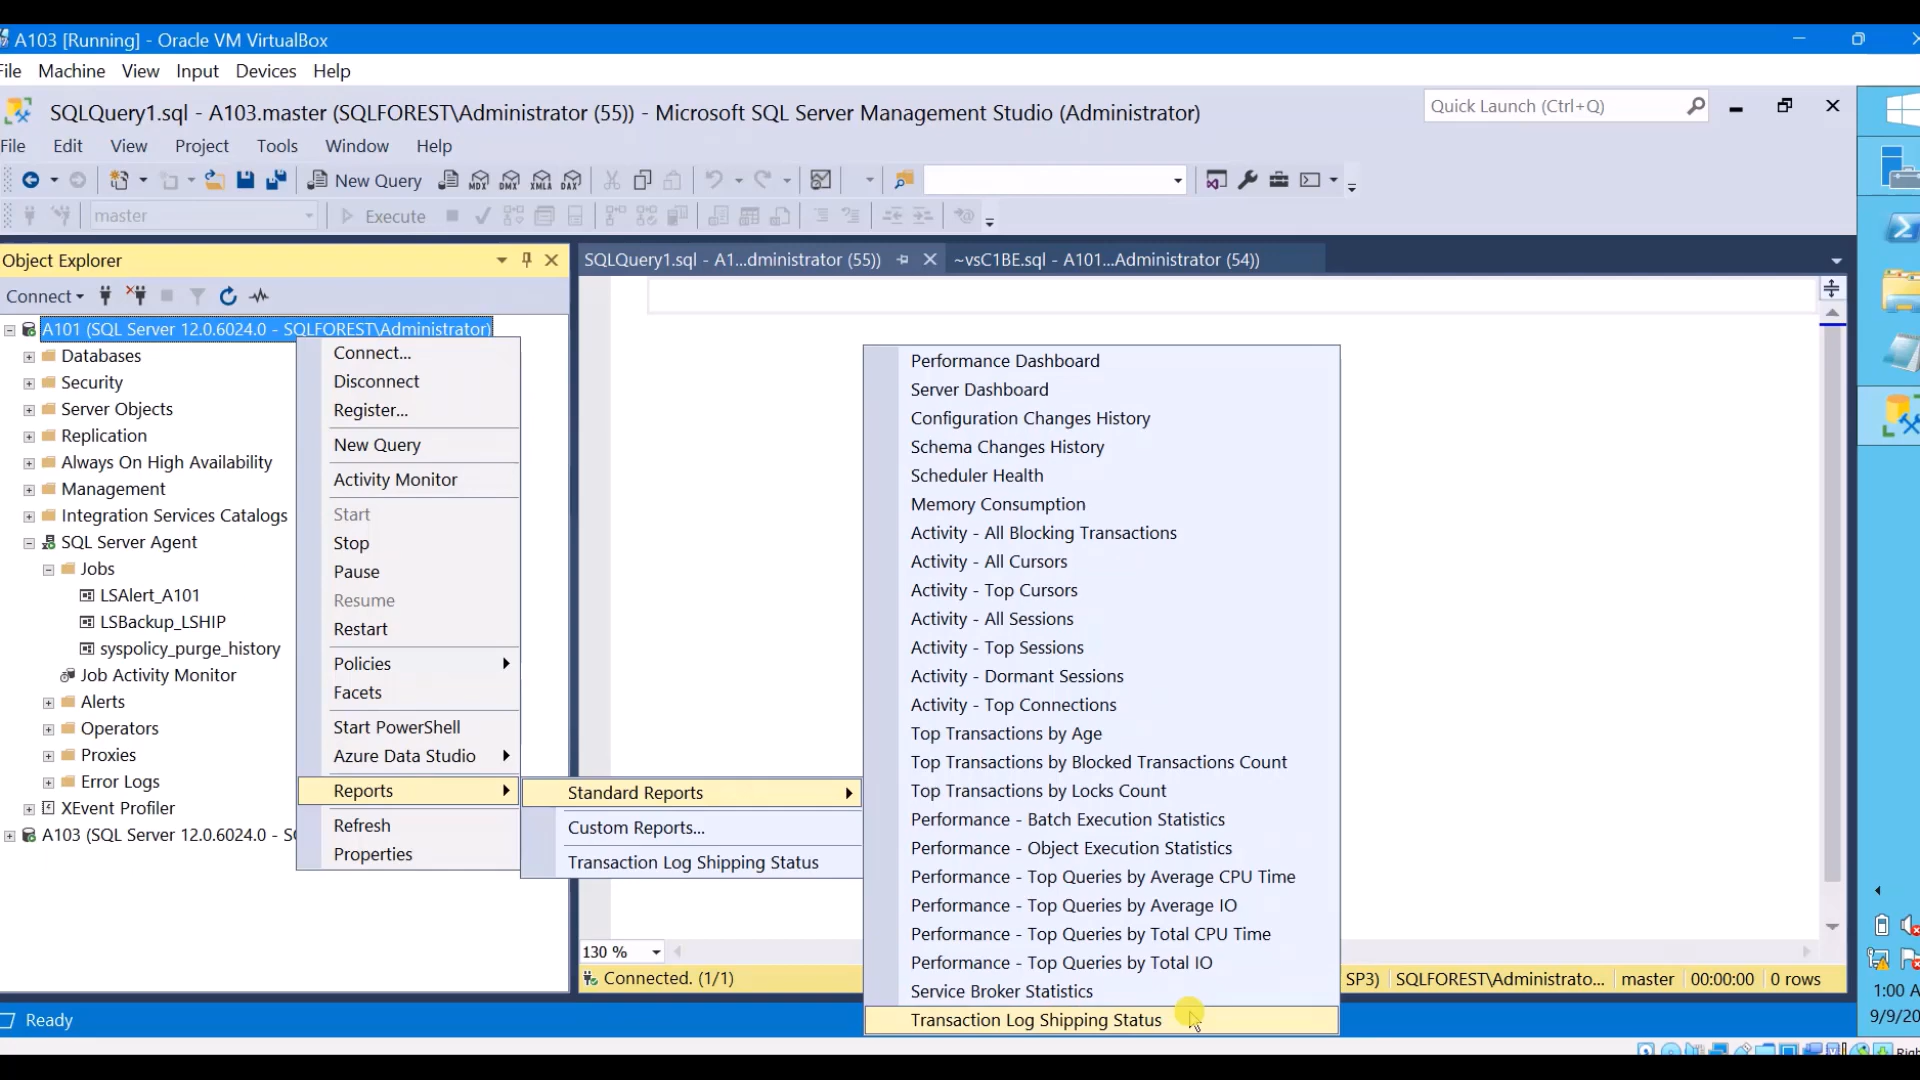 A103 [Running] - Oracle VM VirtualBox
File Machine View Input Devices Help
SQLQuery1.sql - A103.master (SQLFOREST\Administrator (55)) - Microsoft SQL Server Management Studio (Administrator)
Quick Launch (Ctrl+Q)
File Edit View Project Tools Window Help
New Query
MDX DMX XMLA DAX
master
Execute
Object Explorer
SQLQuery1.sql - A1...dministrator (55))
~vsC1BE.sql - A101...Administrator (54))
Connect
A101 (SQL Server 12.0.6024.0 - SQLFOREST\Administrator)
Databases
Security
Server Objects
Replication
Always On High Availability
Management
Integration Services Catalogs
SQL Server Agent
Jobs
LSAlert_A101
LSBackup_LSHIP
syspolicy_purge_history
Job Activity Monitor
Alerts
Operators
Proxies
Error Logs
XEvent Profiler
A103 (SQL Server 12.0.6024.0 - S
Connect...
Disconnect
Register...
New Query
Activity Monitor
Start
Stop
Pause
Resume
Restart
Policies
Facets
Start PowerShell
Azure Data Studio
Reports
Refresh
Properties
Standard Reports
Custom Reports...
Transaction Log Shipping Status
Performance Dashboard
Server Dashboard
Configuration Changes History
Schema Changes History
Scheduler Health
Memory Consumption
Activity - All Blocking Transactions
Activity - All Cursors
Activity - Top Cursors
Activity - All Sessions
Activity - Top Sessions
Activity - Dormant Sessions
Activity - Top Connections
Top Transactions by Age
Top Transactions by Blocked Transactions Count
Top Transactions by Locks Count
Performance - Batch Execution Statistics
Performance - Object Execution Statistics
Performance - Top Queries by Average CPU Time
Performance - Top Queries by Average IO
Performance - Top Queries by Total CPU Time
Performance - Top Queries by Total IO
Service Broker Statistics
Transaction Log Shipping Status
130 %
Connected. (1/1)
SP3) SQLFOREST\Administrato... master 00:00:00 0 rows
Ready
1:00 A
9/9/20